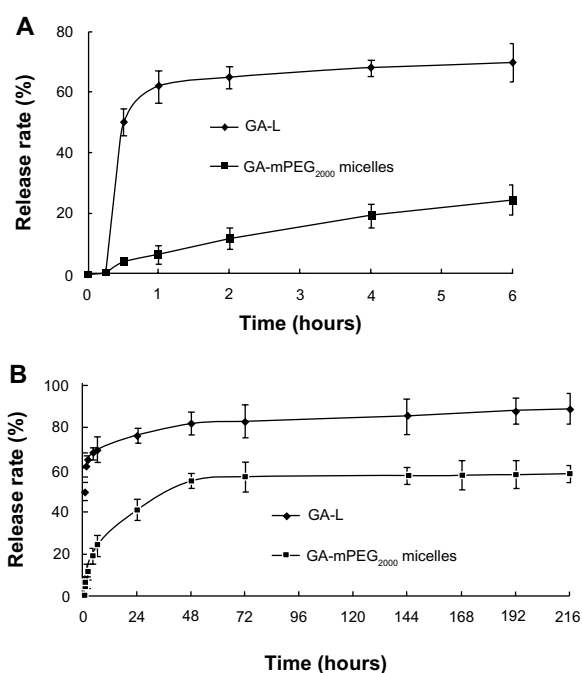 A
80
60
40
20
0
Release rate (%)
GA-L
GA-mPEG2000 micelles
0 1 2 3 4 5 6
Time (hours)
B
100
80
60
40
20
0
Release rate (%)
GA-L
GA-mPEG2000 micelles
0 24 48 72 96 120 144 168 192 216
Time (hours)